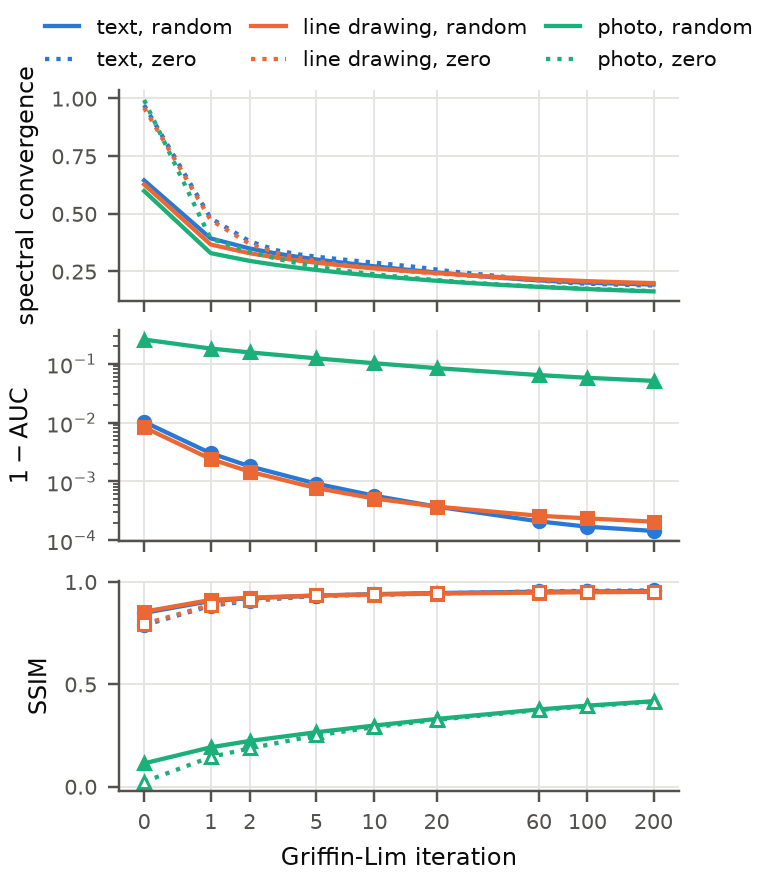 text, random
line drawing, random
photo, random
text, zero
line drawing, zero
photo, zero
spectral convergence
1.00
0.75
0.50
0.25
1 − AUC
10⁻¹
10⁻²
10⁻³
10⁻⁴
SSIM
1.0
0.5
0.0
0 1 2 5 10 20 60 100 200
Griffin-Lim iteration